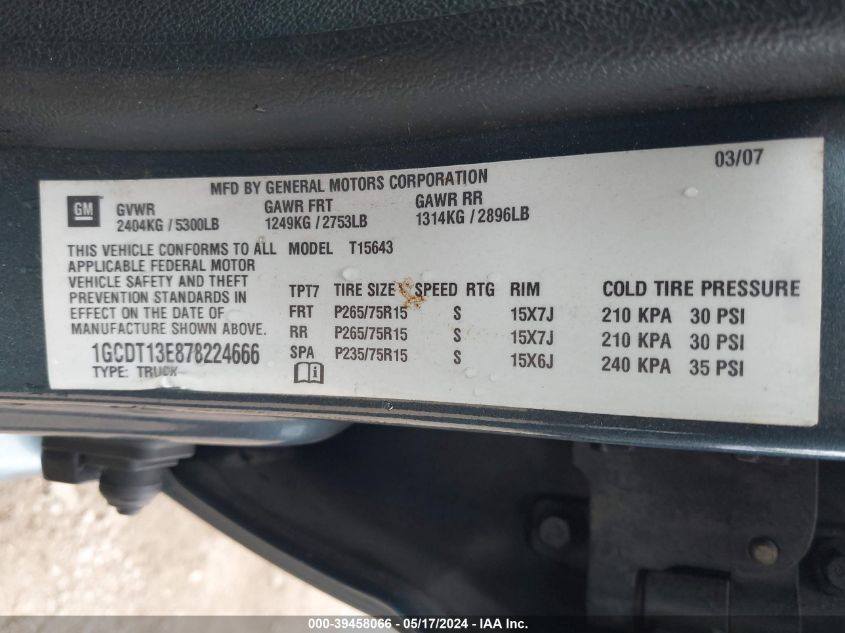 03/07
MFD BY GENERAL MOTORS CORPORATION
GM
GVWR GAWR FRT GAWR RR
2404KG / 5300LB 1249KG / 2753LB 1314KG / 2896LB
THIS VEHICLE CONFORMS TO ALL MODEL T15643
APPLICABLE FEDERAL MOTOR
VEHICLE SAFETY AND THEFT
PREVENTION STANDARDS IN
EFFECT ON THE DATE OF
MANUFACTURE SHOWN ABOVE.
1GCDT13E878224666
TYPE: TRUCK
TPT7 TIRE SIZE SPEED RTG RIM COLD TIRE PRESSURE
FRT P265/75R15 S 15X7J 210 KPA 30 PSI
RR P265/75R15 S 15X7J 210 KPA 30 PSI
SPA P235/75R15 S 15X6J 240 KPA 35 PSI
000-39458066 - 05/17/2024 - IAA Inc.